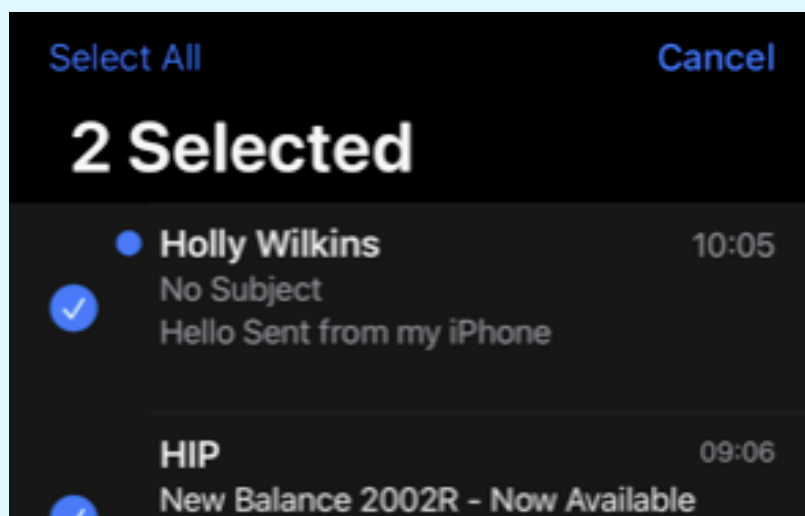 Select All Cancel
2 Selected
Holly Wilkins 10:05
No Subject
Hello Sent from my iPhone
HIP 09:06
New Balance 2002R - Now Available